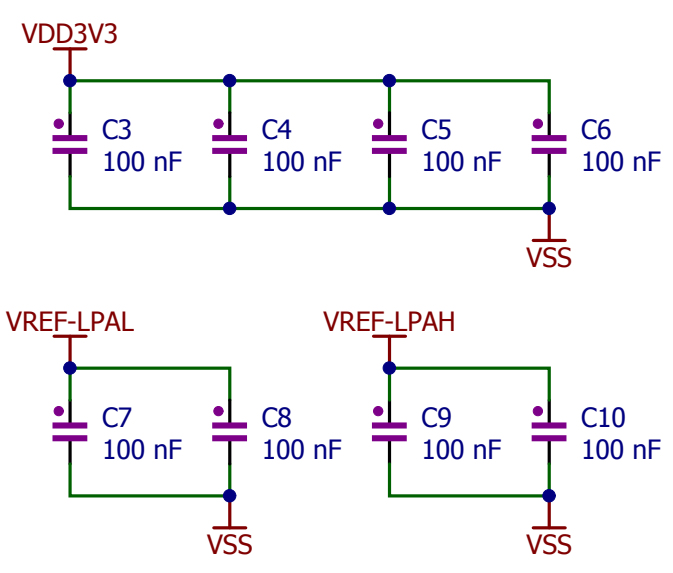 VDD3V3
C3
100 nF
C4
100 nF
C5
100 nF
C6
100 nF
VSS
VREF-LPAL
VREF-LPAH
C7
100 nF
C8
100 nF
C9
100 nF
C10
100 nF
VSS
VSS